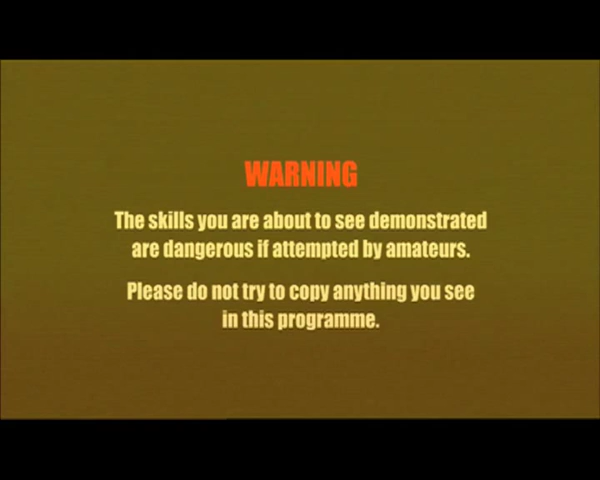 WARNING
The skills you are about to see demonstrated
are dangerous if attempted by amateurs.
Please do not try to copy anything you see
in this programme.